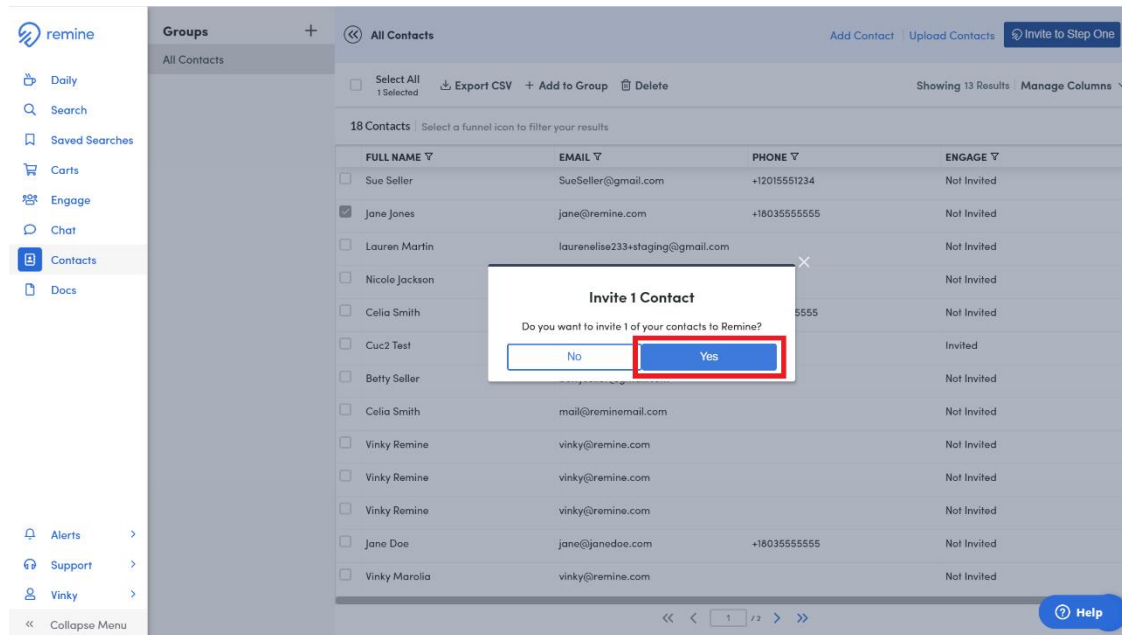 remine
Daily
Search
Saved Searches
Carts
Engage
Chat
Contacts
Docs
Alerts
Support
Vinky
Collapse Menu
Groups
All Contacts
All Contacts
Add Contact Upload Contacts Invite to Step One
Select All
1 Selected
Export CSV + Add to Group Delete Showing 13 Results Manage Columns
18 Contacts Select a funnel icon to filter your results
FULL NAME EMAIL PHONE ENGAGE
Sue Seller SueSeller@gmail.com +12015551234 Not Invited
Jane Jones jane@remine.com +18035555555 Not Invited
Lauren Martin laurenelise233+staging@gmail.com Not Invited
Nicole Jackson Not Invited
Celia Smith 5555 Not Invited
Cuc2 Test Invited
Betty Seller Not Invited
Celia Smith mail@reminemail.com Not Invited
Vinky Remine vinky@remine.com Not Invited
Vinky Remine vinky@remine.com Not Invited
Vinky Remine vinky@remine.com Not Invited
Jane Doe jane@janedoe.com +18035555555 Not Invited
Vinky Marolia vinky@remine.com Not Invited
Invite 1 Contact
Do you want to invite 1 of your contacts to Remine?
No Yes
1 / 2
Help